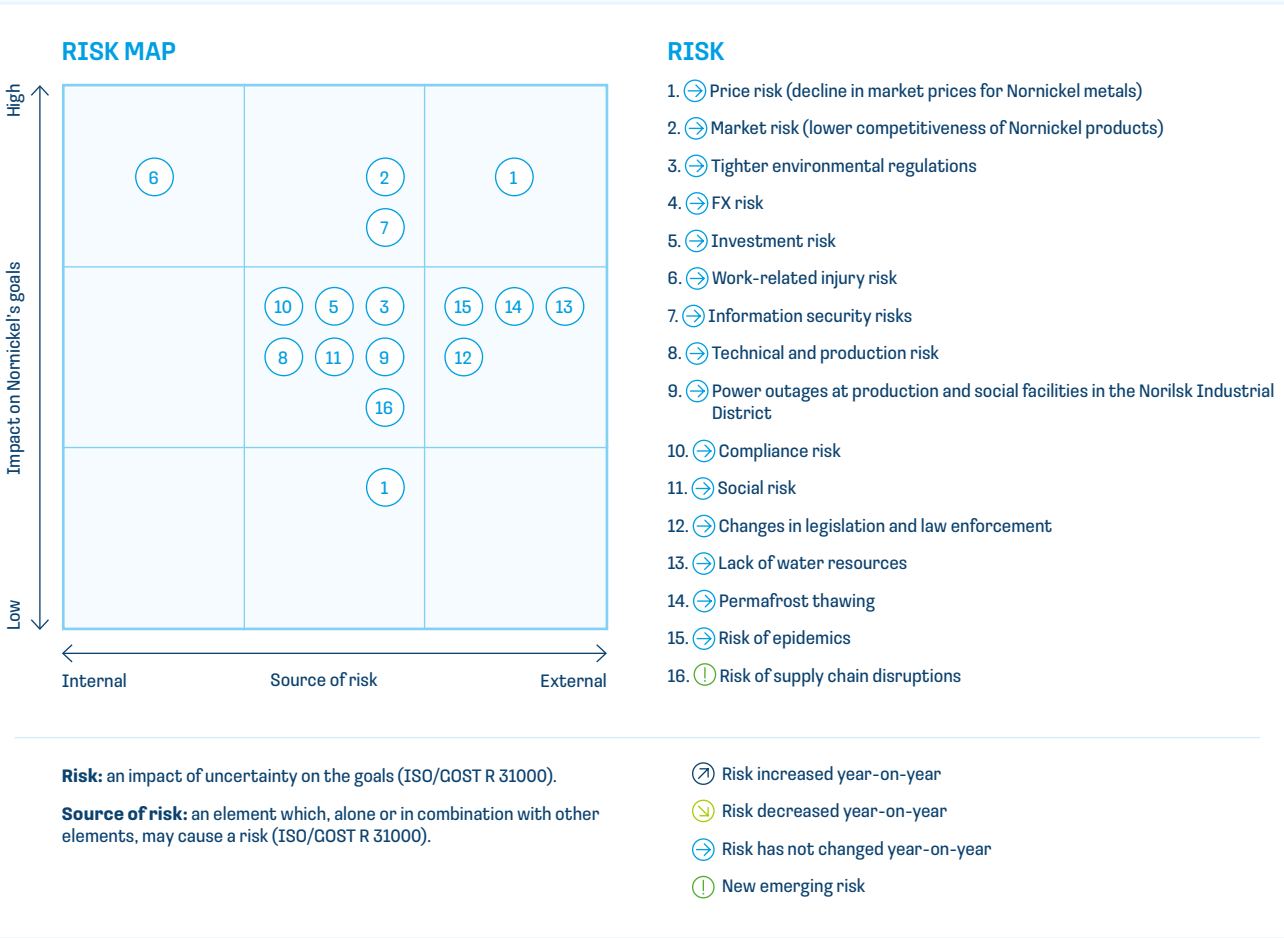 RISK MAP
High
Impact on Nornickel's goals
Low
6
2
1
7
10
5
3
15
14
13
8
11
9
12
16
1
Internal
Source of risk
External
RISK
1. Price risk (decline in market prices for Nornickel metals)
2. Market risk (lower competitiveness of Nornickel products)
3. Tighter environmental regulations
4. FX risk
5. Investment risk
6. Work-related injury risk
7. Information security risks
8. Technical and production risk
9. Power outages at production and social facilities in the Norilsk Industrial
District
10. Compliance risk
11. Social risk
12. Changes in legislation and law enforcement
13. Lack of water resources
14. Permafrost thawing
15. Risk of epidemics
16. Risk of supply chain disruptions
Risk: an impact of uncertainty on the goals (ISO/GOST R 31000).
Source of risk: an element which, alone or in combination with other
elements, may cause a risk (ISO/GOST R 31000).
Risk increased year-on-year
Risk decreased year-on-year
Risk has not changed year-on-year
New emerging risk